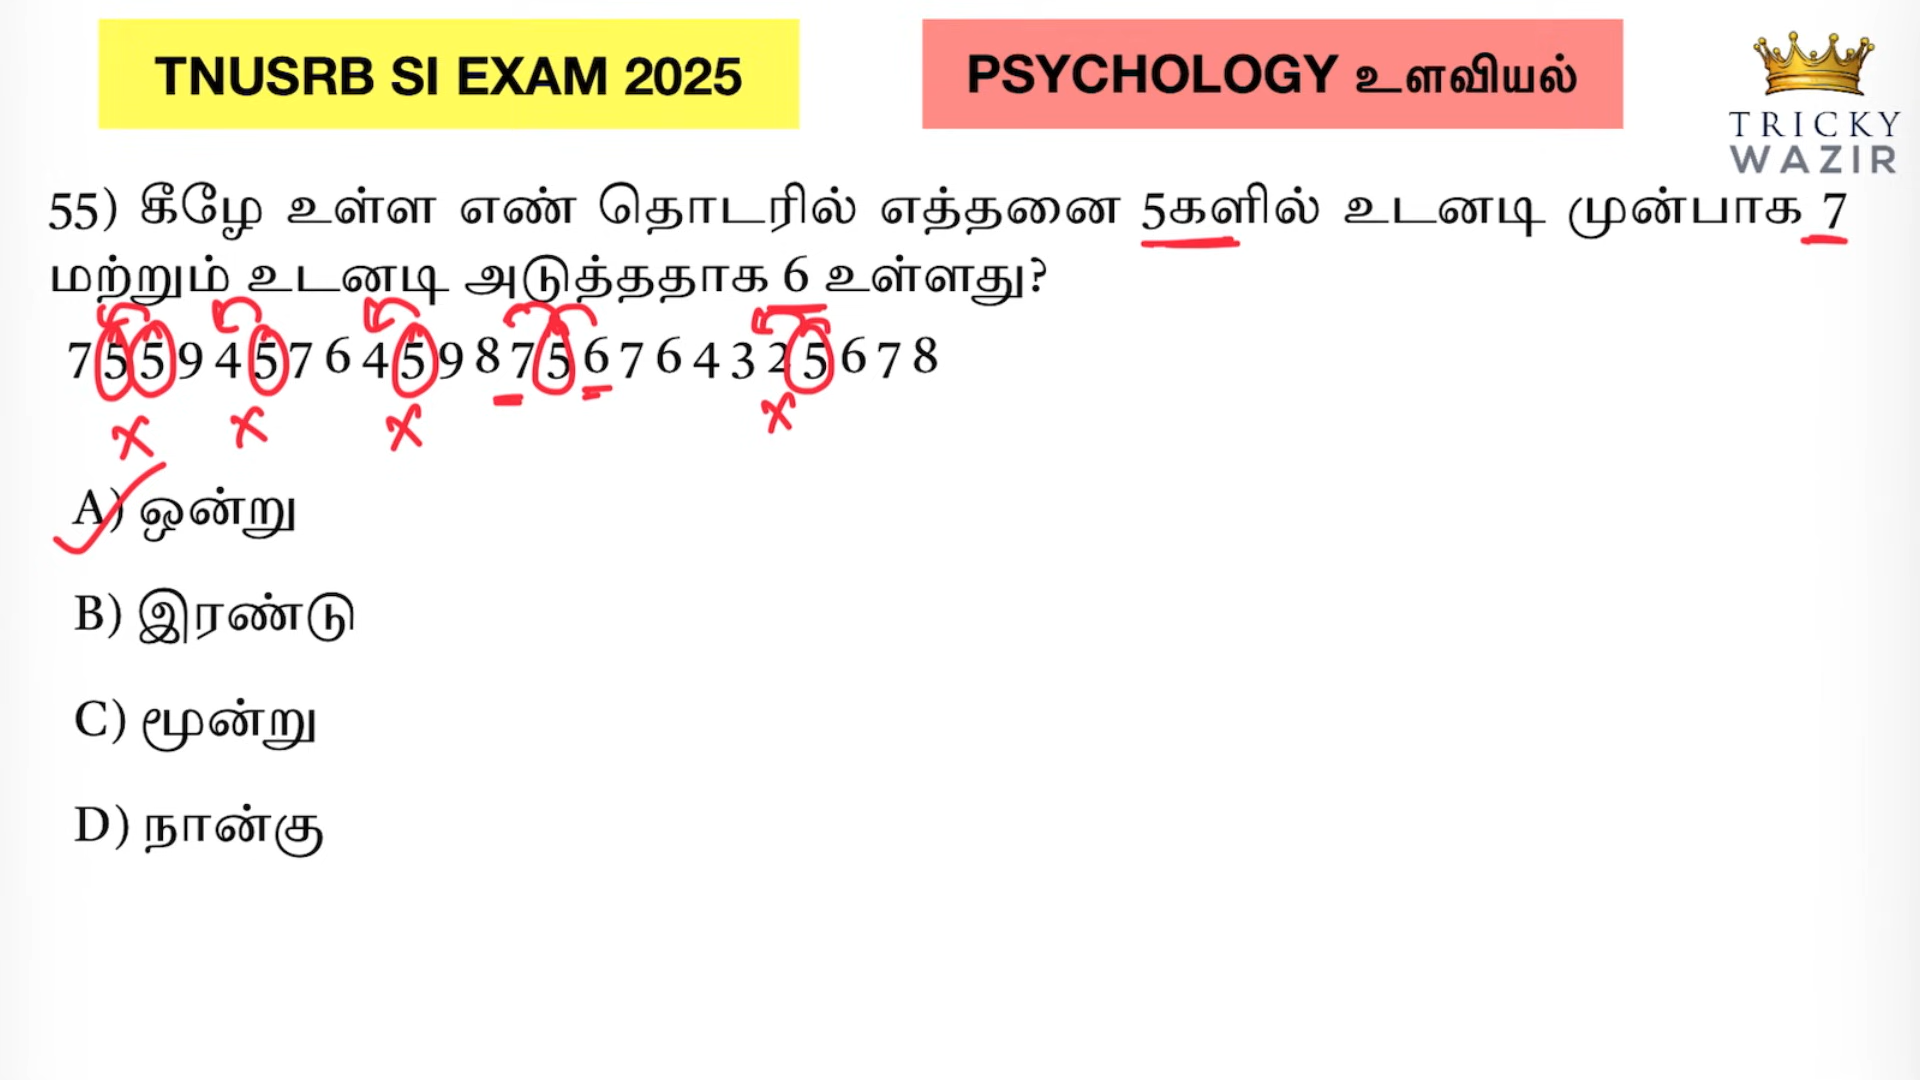 TNUSRB SI EXAM 2025
PSYCHOLOGY உளவியல்
TRICKY
WAZIR
55) கீழே உள்ள எண் தொடரில் எத்தனை 5களில் உடனடி முன்பாக 7
மற்றும் உடனடி அடுத்ததாக 6 உள்ளது?
7 5 5 9 4 5 7 6 4 5 9 8 7 5 6 7 6 4 3 2 5 6 7 8
x x x x
A) ஒன்று
B) இரண்டு
C) மூன்று
D) நான்கு